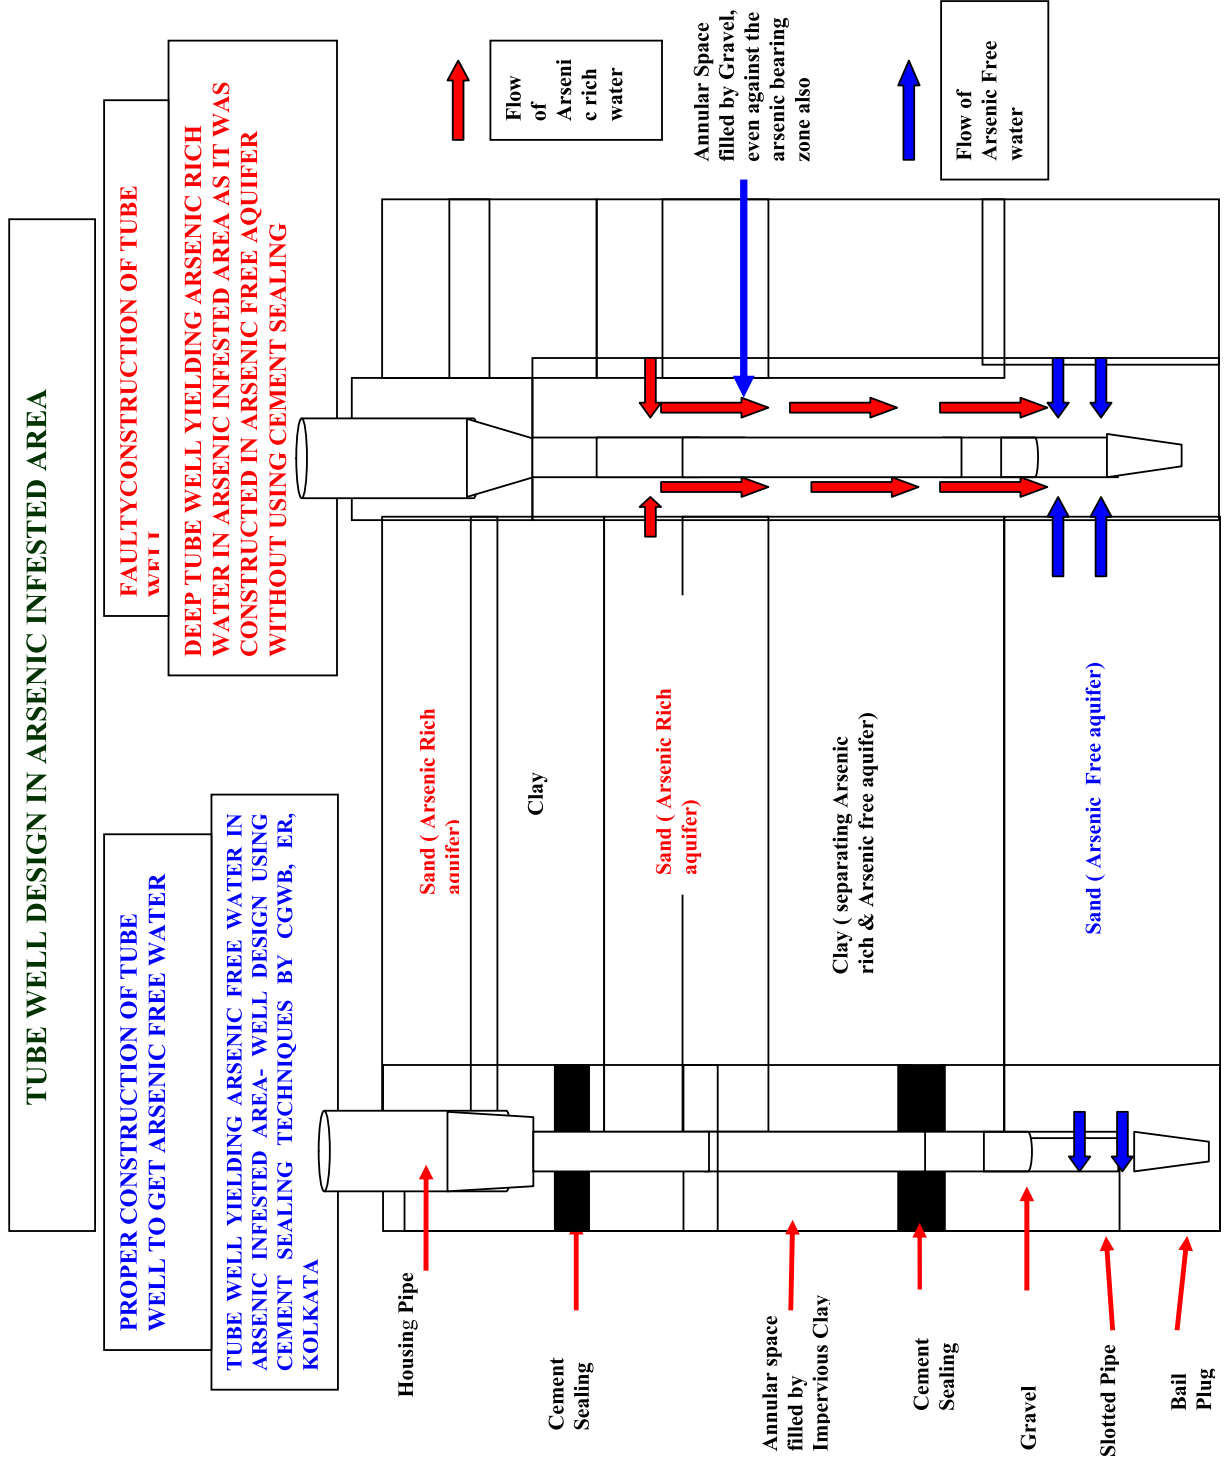 TUBE WELL DESIGN IN ARSENIC INFESTED AREA
PROPER CONSTRUCTION OF TUBE
WELL TO GET ARSENIC FREE WATER
TUBE WELL YIELDING ARSENIC FREE WATER IN
ARSENIC INFESTED AREA- WELL DESIGN USING
CEMENT SEALING TECHNIQUES BY CGWB, ER,
KOLKATA
FAULTYCONSTRUCTION OF TUBE
WELL
DEEP TUBE WELL YIELDING ARSENIC RICH
WATER IN ARSENIC INFESTED AREA AS IT WAS
CONSTRUCTED IN ARSENIC FREE AQUIFER
WITHOUT USING CEMENT SEALING
Housing Pipe
Cement
Sealing
Annular space
filled by
Impervious Clay
Cement
Sealing
Gravel
Slotted Pipe
Bail
Plug
Sand ( Arsenic Rich
aquifer)
Clay
Sand ( Arsenic Rich
aquifer)
Clay ( separating Arsenic
rich & Arsenic free aquifer)
Sand ( Arsenic Free aquifer)
Flow
of
Arseni
c rich
water
Annular Space
filled by Gravel,
even against the
arsenic bearing
zone also
Flow of
Arsenic Free
water